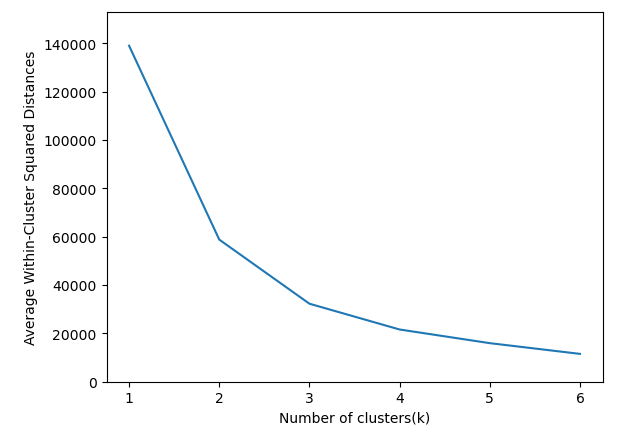 140000
120000
100000
80000
60000
40000
20000
0
Average Within-Cluster Squared Distances
1 2 3 4 5 6
Number of clusters(k)